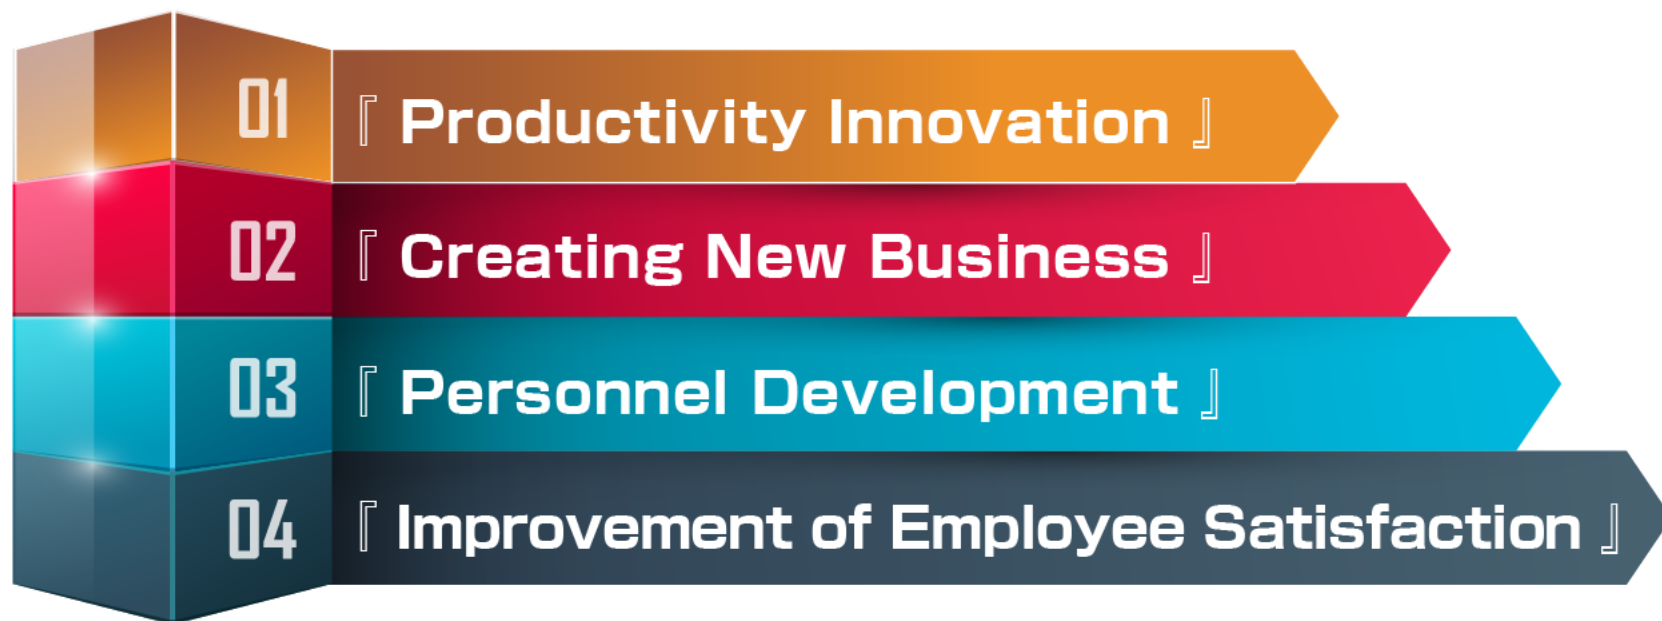 01 『 Productivity Innovation 』
02 『 Creating New Business 』
03 『 Personnel Development 』
04 『 Improvement of Employee Satisfaction 』